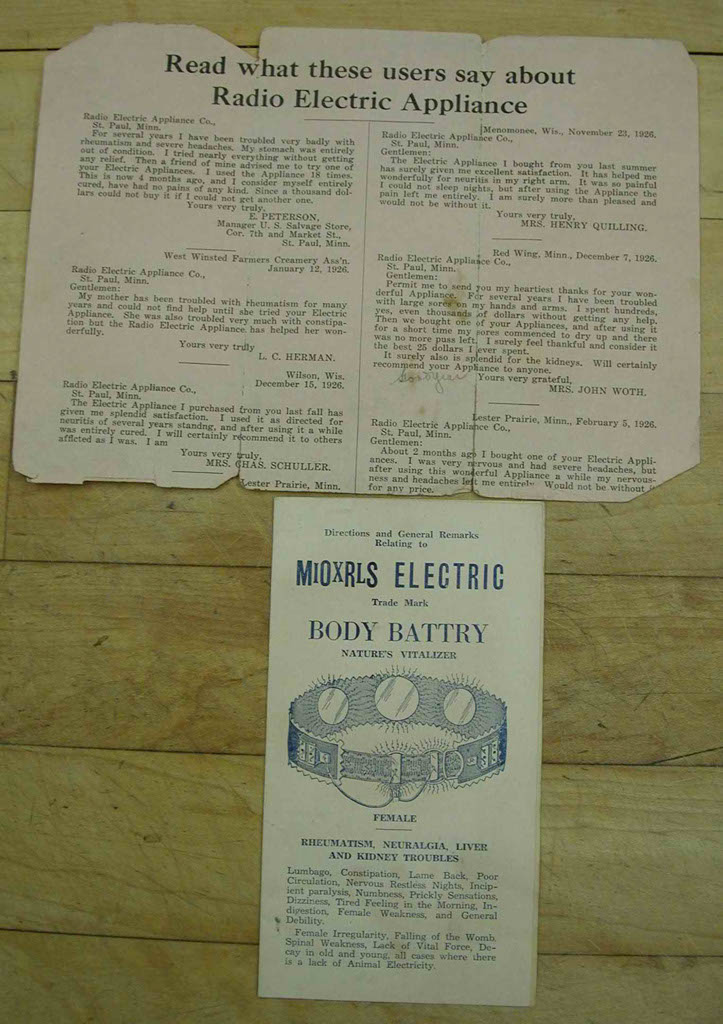 Read what these users say about
Radio Electric Appliance
Radio Electric Appliance Co.,
St. Paul, Minn.
For several years I have been troubled very badly with
rheumatism and severe headaches. My stomach was entirely
out of condition. I tried nearly everything without getting
any relief. Then a friend of mine advised me to try one of
your Electric Appliances. I used the Appliance 18 times.
This is now 4 months ago, and I consider myself entirely
cured, have had no pains of any kind. Since a thousand dol-
lars could not buy it if I could not get another one.
Yours very truly,
E. PETERSON,
Manager U. S. Salvage Store,
Cor. 7th and Market St.,
St. Paul, Minn.
West Winsted Farmers Creamery Ass'n.
January 12, 1926.
Radio Electric Appliance Co.,
St. Paul, Minn.
Gentlemen:
My mother has been troubled with rheumatism for many
years and could not find help until she tried your Electric
Appliance. She was also troubled very much with constipa-
tion but the Radio Electric Appliance has helped her won-
derfully.
Yours very truly
L. C. HERMAN.
Wilson, Wis.
December 15, 1926.
Radio Electric Appliance Co.,
St. Paul, Minn.
The Electric Appliance I purchased from you last fall has
given me splendid satisfaction. I used it as directed for
neuritis of several years standng, and after using it a while
was entirely cured. I will certainly recommend it to others
afflcted as I was. I am
Yours very truly,
MRS. CHAS. SCHULLER.
Lester Prairie, Minn.
Menomonee, Wis., November 23, 1926.
Radio Electric Appliance Co.,
St. Paul, Minn.
Gentlemen:
The Electric Appliance I bought from you last summer
has surely given me excellent satisfaction. It has helped me
wonderfully for neuritis in my right arm. It was so painful
I could not sleep nights, but after using the Appliance the
pain left me entirely. I am surely more than pleased and
would not be without it.
Yours very truly,
MRS. HENRY QUILLING.
Red Wing, Minn., December 7, 1926.
Radio Electric Appliance Co.,
St. Paul, Minn.
Gentlemen:
Permit me to send you my heartiest thanks for your won-
derful Appliance. For several years I have been troubled
with large sores on my hands and arms. I spent hundreds,
yes, even thousands of dollars without getting any help.
Then we bought one of your Appliances, and after using it
for a short time my sores commenced to dry up and there
was no more puss left. I surely feel thankful and consider it
the best 25 dollars I ever spent.
It surely also is splendid for the kidneys. Will certainly
recommend your Appliance to anyone.
Yours very grateful,
MRS. JOHN WOTH.
Lester Prairie, Minn., February 5, 1926.
Radio Electric Appliance Co.,
St. Paul, Minn.
Gentlemen:
About 2 months ago I bought one of your Electric Appli-
ances. I was very nervous and had severe headaches, but
after using this wonderful Appliance a while my nervous-
ness and headaches left me entirely. Would not be without it
for any price.
Directions and General Remarks
Relating to
MIOXRLS ELECTRIC
Trade Mark
BODY BATTRY
NATURE'S VITALIZER
FEMALE
RHEUMATISM, NEURALGIA, LIVER
AND KIDNEY TROUBLES
Lumbago, Constipation, Lame Back, Poor
Circulation, Nervous Restless Nights, Incip-
ient paralysis, Numbness, Prickly Sensations,
Dizziness, Tired Feeling in the Morning, In-
digestion, Female Weakness, and General
Debility.
Female Irregularity, Falling of the Womb,
Spinal Weakness, Lack of Vital Force, De-
cay in old and young, all cases where there
is a lack of Animal Electricity.